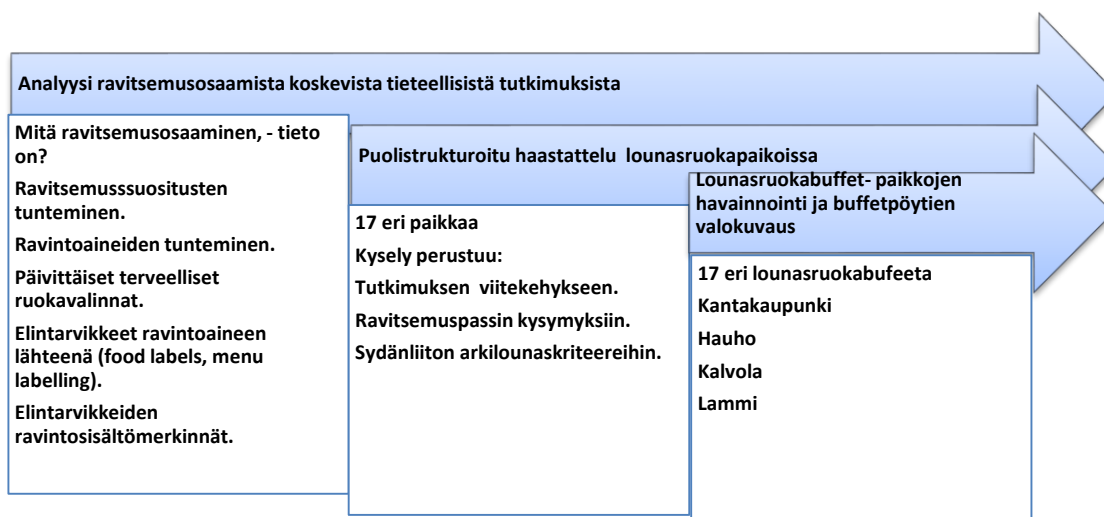 Analyysi ravitsemusosaamista koskevista tieteellisistä tutkimuksista
Mitä ravitsemusosaaminen, - tieto
on?
Ravitsemusssuositusten
tunteminen.
Ravintoaineiden tunteminen.
Päivittäiset terveelliset
ruokavalinnat.
Elintarvikkeet ravintoaineen
lähteenä (food labels, menu
labelling).
Elintarvikkeiden
ravintosisältömerkinnät.
Puolistrukturoitu haastattelu lounasruokapaikoissa
17 eri paikkaa
Kysely perustuu:
Tutkimuksen viitekehykseen.
Ravitsemuspassin kysymyksiin.
Sydänliiton arkilounaskriteereihin.
Lounasruokabuffet- paikkojen
havainnointi ja buffetpöytien
valokuvaus
17 eri lounasruokabufeeta
Kantakaupunki
Hauho
Kalvola
Lammi